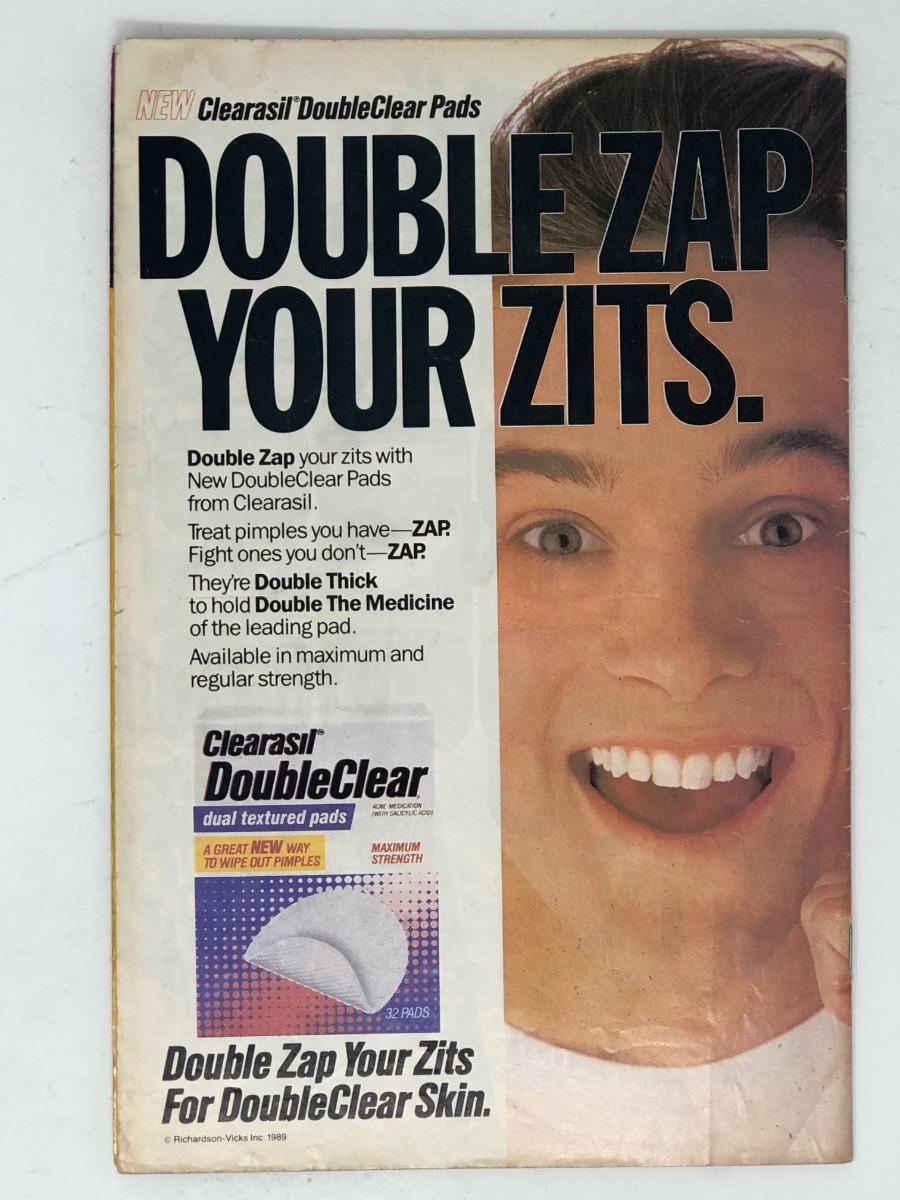 NEW Clearasil® DoubleClear Pads
DOUBLE ZAP
YOUR ZITS.
Double Zap your zits with
New DoubleClear Pads
from Clearasil.
Treat pimples you have—ZAP.
Fight ones you don't—ZAP.
They're Double Thick
to hold Double The Medicine
of the leading pad.
Available in maximum and
regular strength.
Clearasil®
DoubleClear
dual textured pads
ACNE MEDICATION
(WITH SALICYLIC ACID)
A GREAT NEW WAY
TO WIPE OUT PIMPLES
MAXIMUM
STRENGTH
32 PADS
Double Zap Your Zits
For DoubleClear Skin.
© Richardson-Vicks Inc 1989